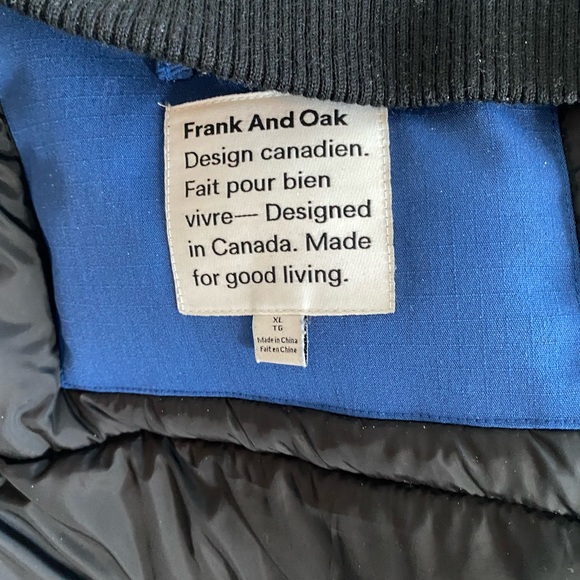 Frank And Oak
Design canadien.
Fait pour bien
vivre— Designed
in Canada. Made
for good living.
XL
TG
Made in China
Fait en Chine